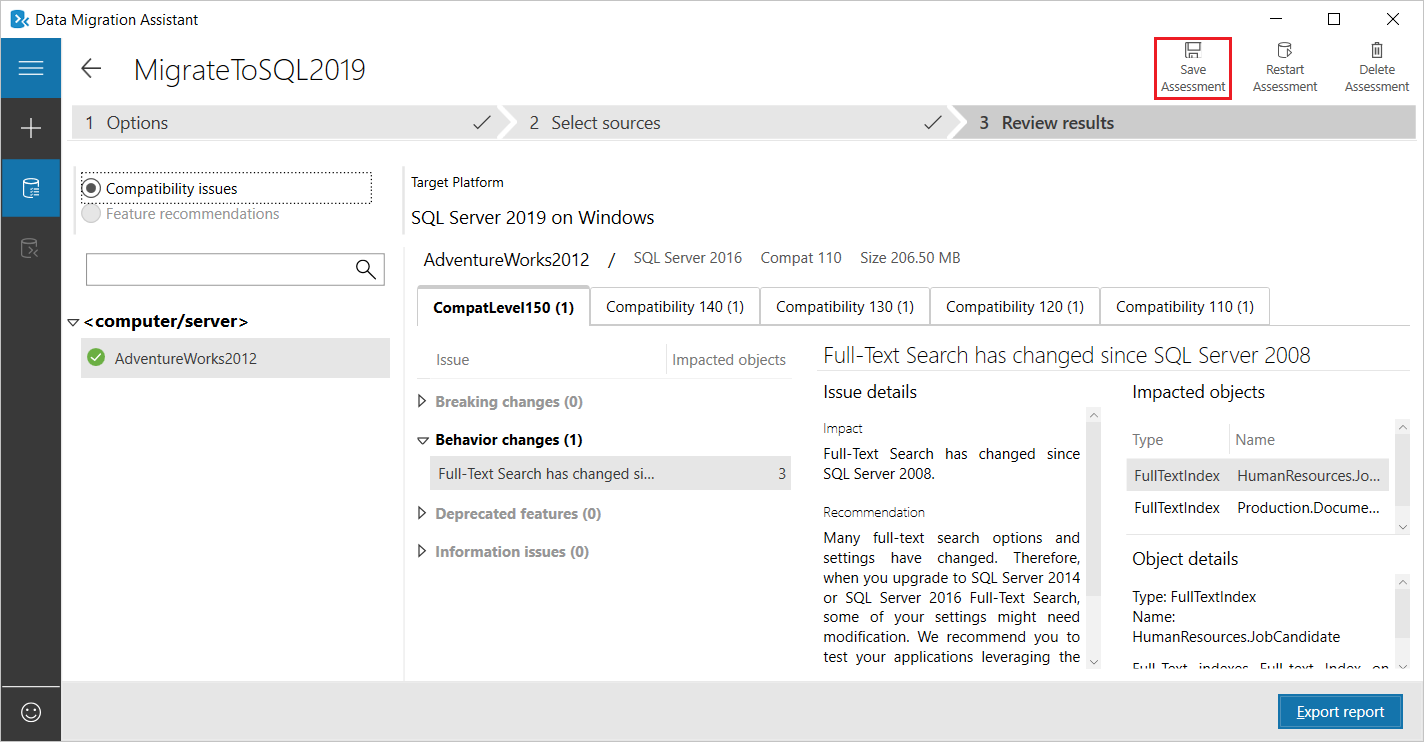 Data Migration Assistant
MigrateToSQL2019
Save
Assessment
Restart
Assessment
Delete
Assessment
1 Options
2 Select sources
3 Review results
Compatibility issues
Feature recommendations
<computer/server>
AdventureWorks2012
Target Platform
SQL Server 2019 on Windows
AdventureWorks2012 / SQL Server 2016 Compat 110 Size 206.50 MB
CompatLevel150 (1) Compatibility 140 (1) Compatibility 130 (1) Compatibility 120 (1) Compatibility 110 (1)
Issue Impacted objects
Breaking changes (0)
Behavior changes (1)
Full-Text Search has changed si... 3
Deprecated features (0)
Information issues (0)
Full-Text Search has changed since SQL Server 2008
Issue details
Impact
Full-Text Search has changed since
SQL Server 2008.
Recommendation
Many full-text search options and
settings have changed. Therefore,
when you upgrade to SQL Server 2014
or SQL Server 2016 Full-Text Search,
some of your settings might need
modification. We recommend you to
test your applications leveraging the
Impacted objects
Type Name
FullTextIndex HumanResources.Jo...
FullTextIndex Production.Docume...
Object details
Type: FullTextIndex
Name:
HumanResources.JobCandidate
Full-Text indexes Full-text Index on
Export report